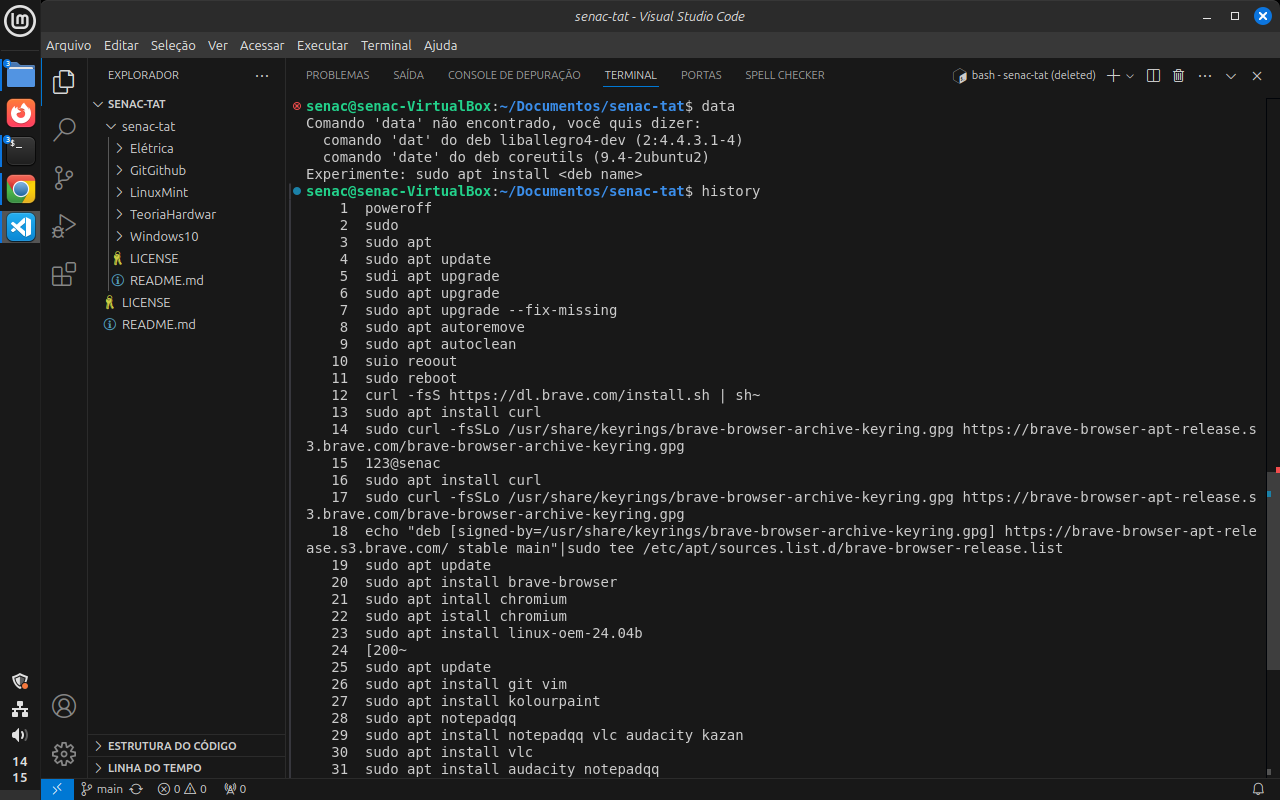 senac-tat - Visual Studio Code
Arquivo Editar Seleção Ver Acessar Executar Terminal Ajuda
EXPLORADOR
PROBLEMAS SAÍDA CONSOLE DE DEPURAÇÃO TERMINAL PORTAS SPELL CHECKER
bash - senac-tat (deleted)
SENAC-TAT
senac-tat
Elétrica
GitGithub
LinuxMint
TeoriaHardwar
Windows10
LICENSE
README.md
LICENSE
README.md
ESTRUTURA DO CÓDIGO
LINHA DO TEMPO
senac@senac-VirtualBox:~/Documentos/senac-tat$ data
Comando 'data' não encontrado, você quis dizer:
comando 'dat' do deb liballegro4-dev (2:4.4.3.1-4)
comando 'date' do deb coreutils (9.4-2ubuntu2)
Experimente: sudo apt install <deb name>
senac@senac-VirtualBox:~/Documentos/senac-tat$ history
1 poweroff
2 sudo
3 sudo apt
4 sudo apt update
5 sudi apt upgrade
6 sudo apt upgrade
7 sudo apt upgrade --fix-missing
8 sudo apt autoremove
9 sudo apt autoclean
10 suio reoout
11 sudo reboot
12 curl -fsS https://dl.brave.com/install.sh | sh~
13 sudo apt install curl
14 sudo curl -fsSLo /usr/share/keyrings/brave-browser-archive-keyring.gpg https://brave-browser-apt-release.s
3.brave.com/brave-browser-archive-keyring.gpg
15 123@senac
16 sudo apt install curl
17 sudo curl -fsSLo /usr/share/keyrings/brave-browser-archive-keyring.gpg https://brave-browser-apt-release.s
3.brave.com/brave-browser-archive-keyring.gpg
18 echo "deb [signed-by=/usr/share/keyrings/brave-browser-archive-keyring.gpg] https://brave-browser-apt-rele
ase.s3.brave.com/ stable main"|sudo tee /etc/apt/sources.list.d/brave-browser-release.list
19 sudo apt update
20 sudo apt install brave-browser
21 sudo apt intall chromium
22 sudo apt istall chromium
23 sudo apt install linux-oem-24.04b
24 [200~
25 sudo apt update
26 sudo apt install git vim
27 sudo apt install kolourpaint
28 sudo apt notepadqq
29 sudo apt install notepadqq vlc audacity kazan
30 sudo apt install vlc
31 sudo apt install audacity notepadqq
3
3
14
15
main 0 0 0